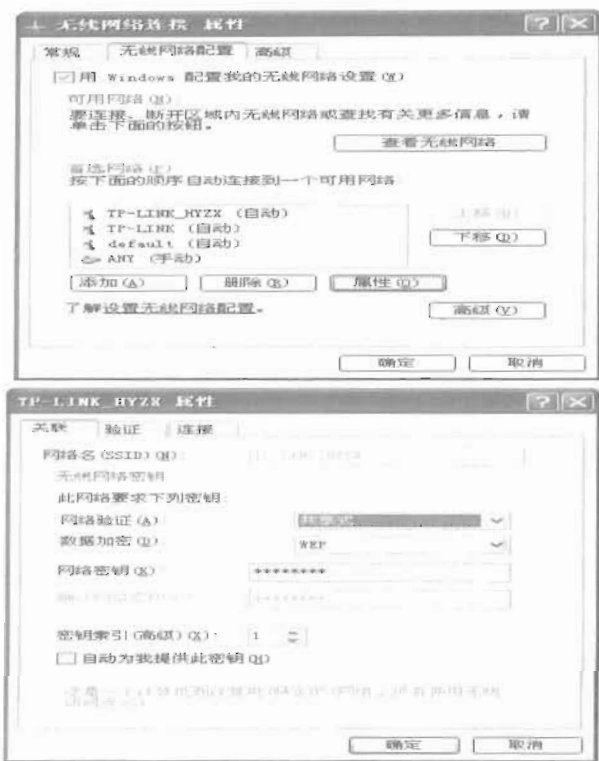 无线网络连接 属性
常规 无线网络配置 高级
用 Windows 配置我的无线网络设置(W)
可用网络(N)
要连接、断开区域内无线网络或查找有关更多信息，请
单击下面的按钮。
查看无线网络
首选网络(P)
按下面的顺序自动连接到一个可用网络
TP-LINK_HYZX (自动)
上移(U)
TP-LINK (自动)
default (自动)
下移(D)
ANY (手动)
添加(A) 删除(R) 属性(O)
了解设置无线网络配置。
高级(V)
确定 取消
TP-LINK_HYZX 属性
关联 验证 连接
网络名(SSID)(N):
无线网络密钥
此网络要求下列密钥:
网络验证(A) 共享式
数据加密(D): WEP
网络密钥(K) ********
********
密钥索引(高级)(X): 1
自动为我提供此密钥(H)
确定 取消